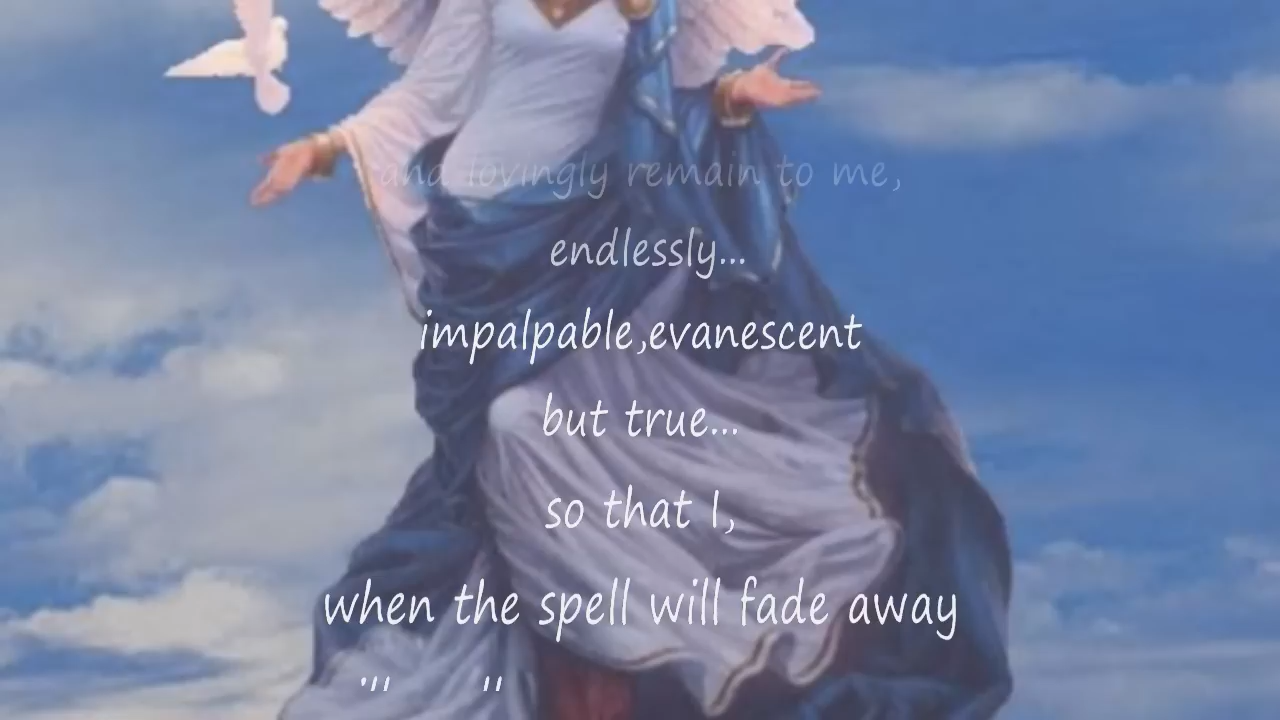 and lovingly remain to me,
endlessly...
impalpable,evanescent
but true...
so that I,
when the spell will fade away